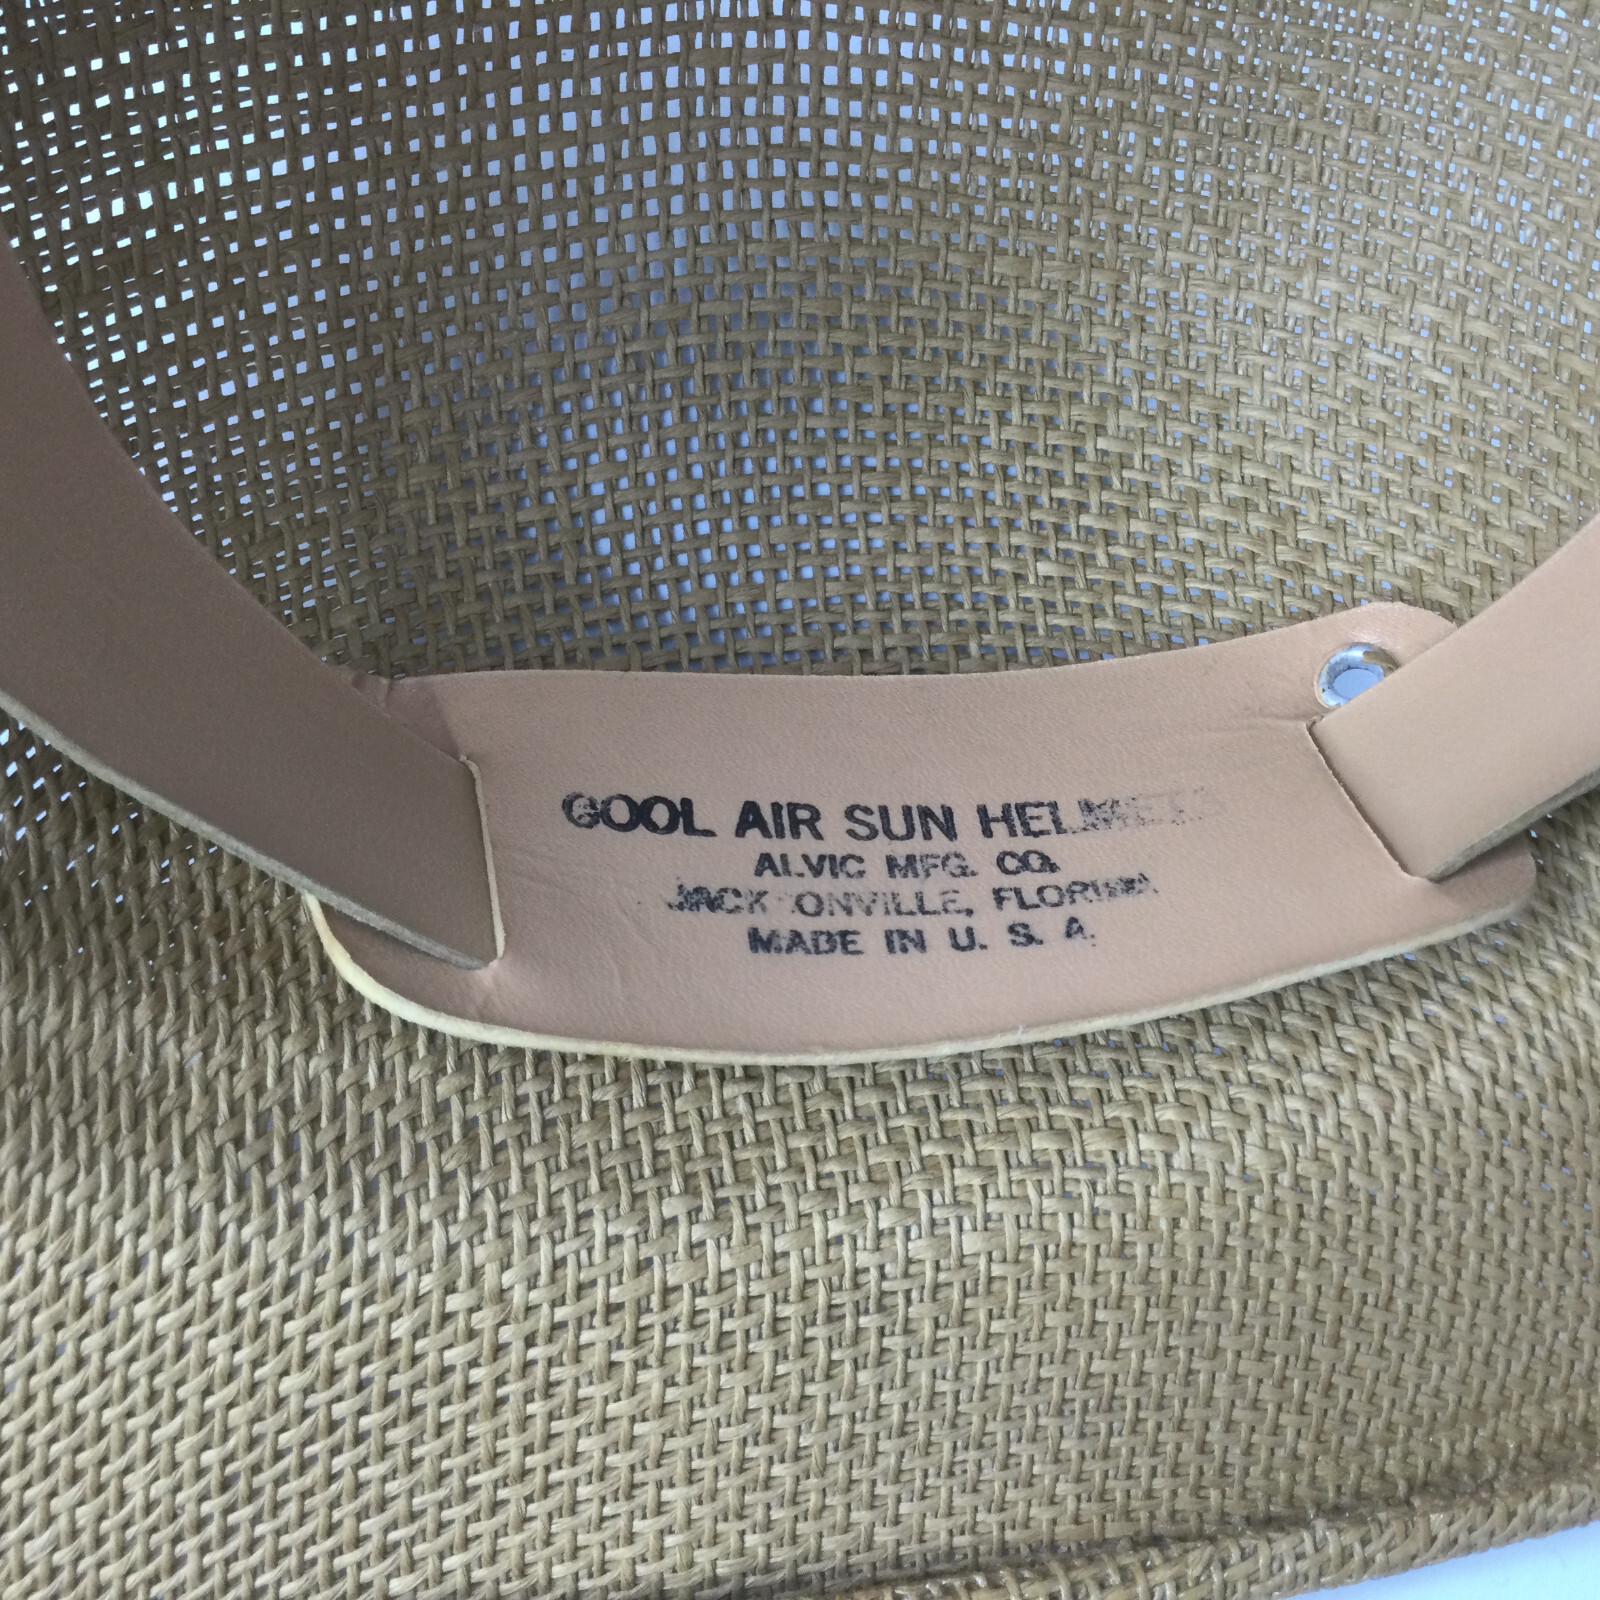 COOL AIR SUN HELMETS
ALVIC MFG. CO.
JACKSONVILLE, FLORIDA
MADE IN U. S. A.